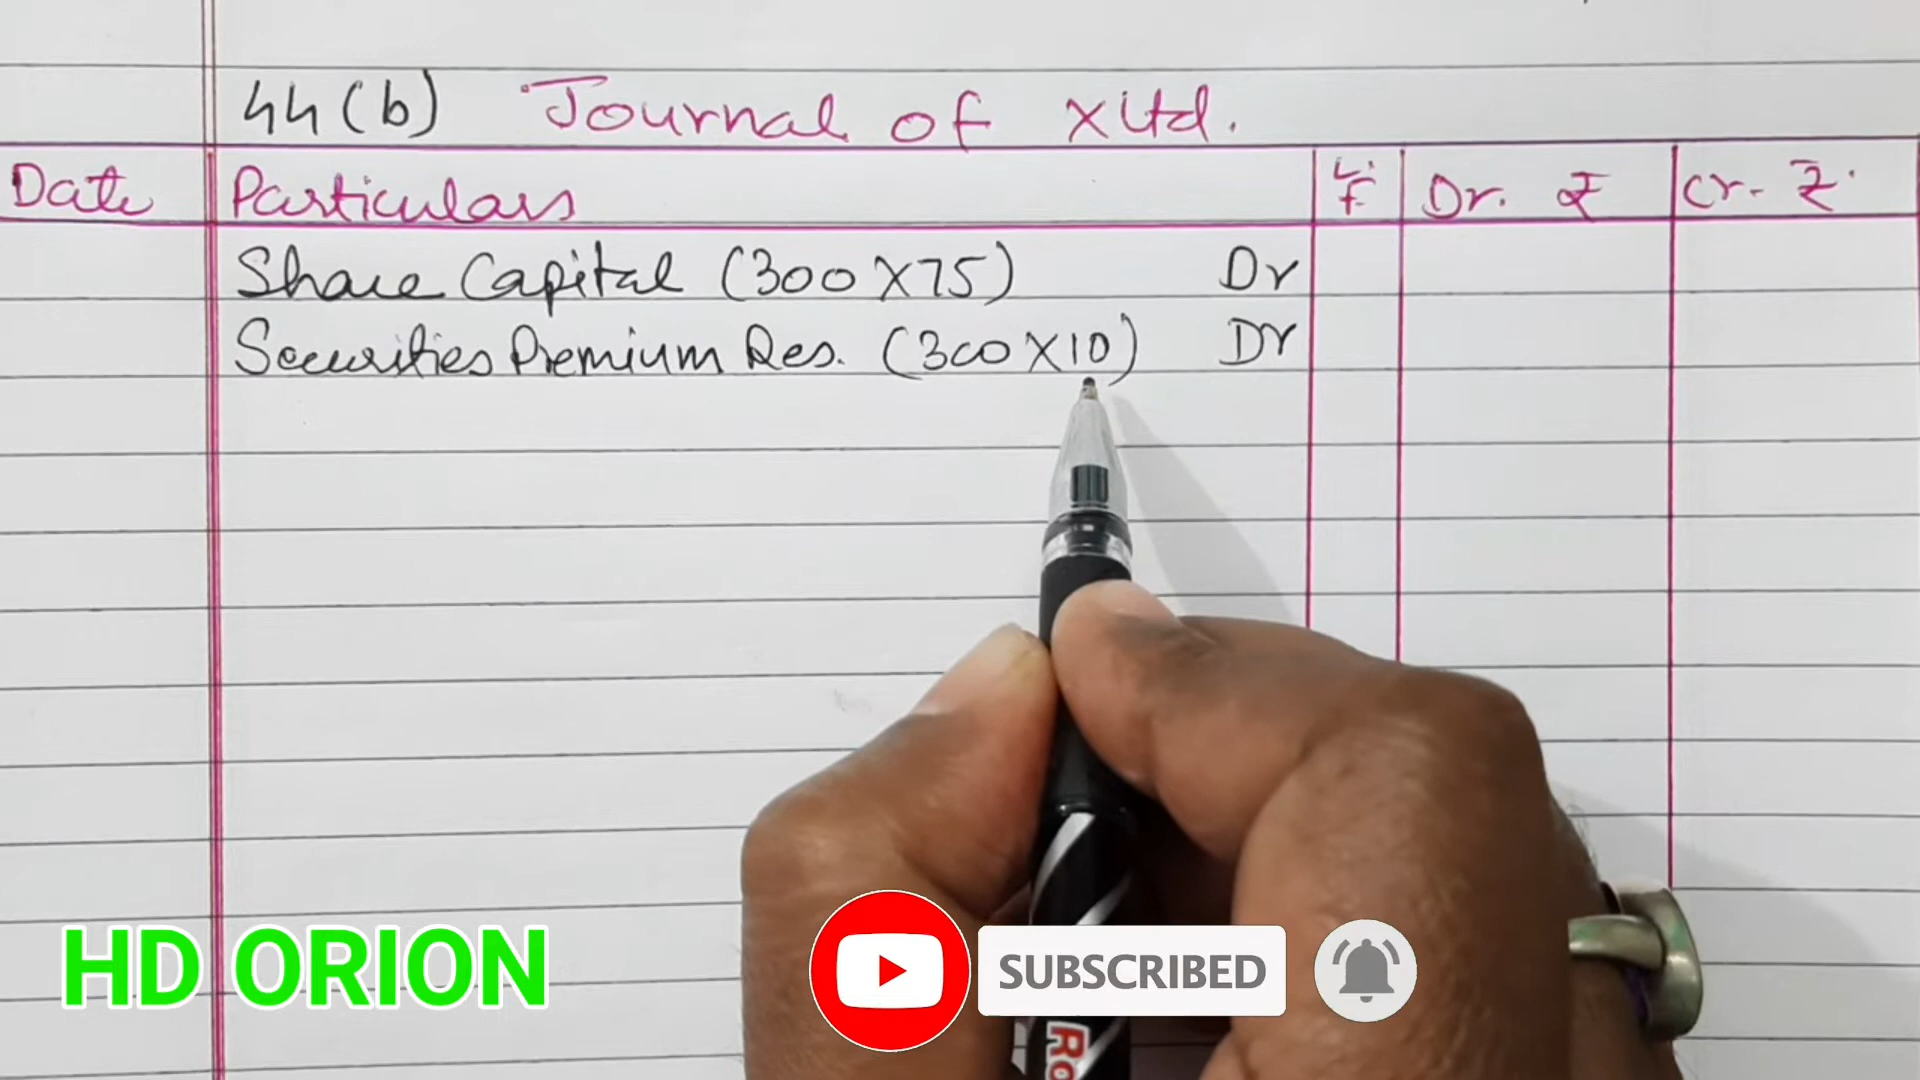 44(b) Journal of X Ltd.
Date Particulars L.F. Dr. ₹ Cr. ₹
Share Capital (300 X 75) Dr
Securities Premium Res. (300 X 10) Dr
HD ORION
SUBSCRIBED
Ro